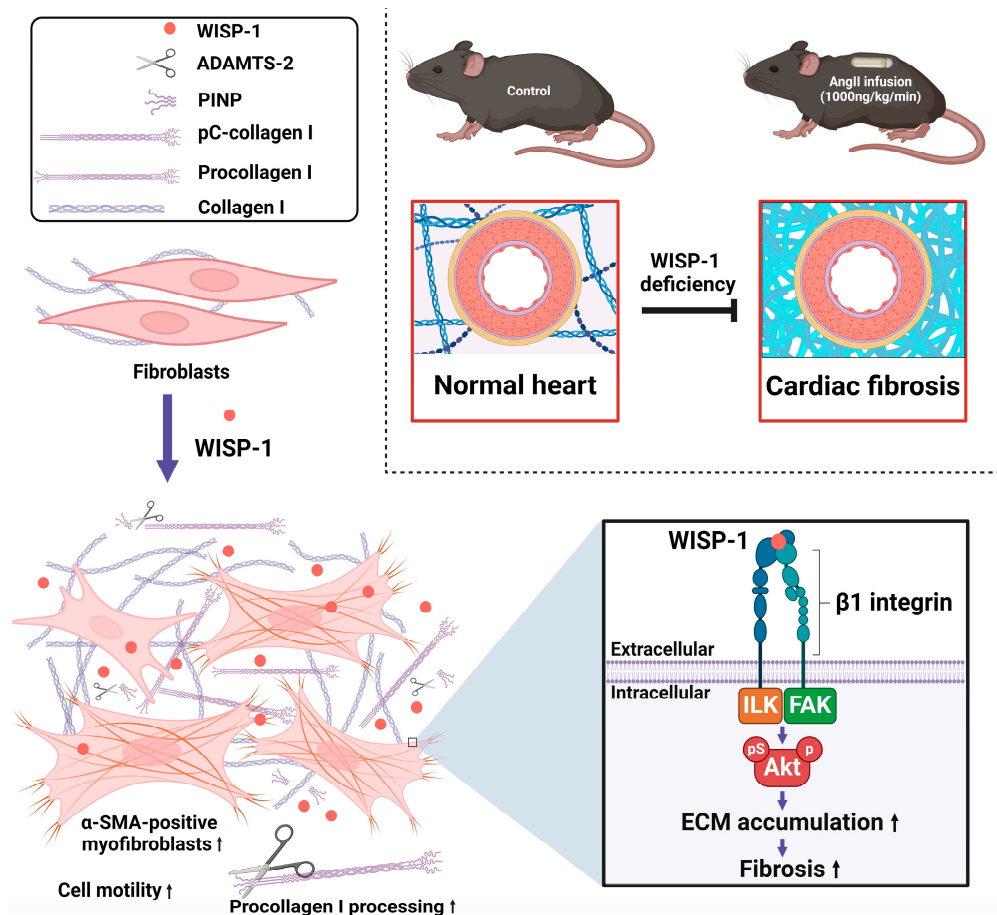 WISP-1
ADAMTS-2
PINP
pC-collagen I
Procollagen I
Collagen I
Fibroblasts
WISP-1
Control
AngII infusion
(1000ng/kg/min)
WISP-1
deficiency
Normal heart
Cardiac fibrosis
α-SMA-positive
myofibroblasts ↑
Cell motility ↑
Procollagen I processing ↑
WISP-1
β1 integrin
Extracellular
Intracellular
ILK FAK
pS p
Akt
ECM accumulation ↑
Fibrosis ↑